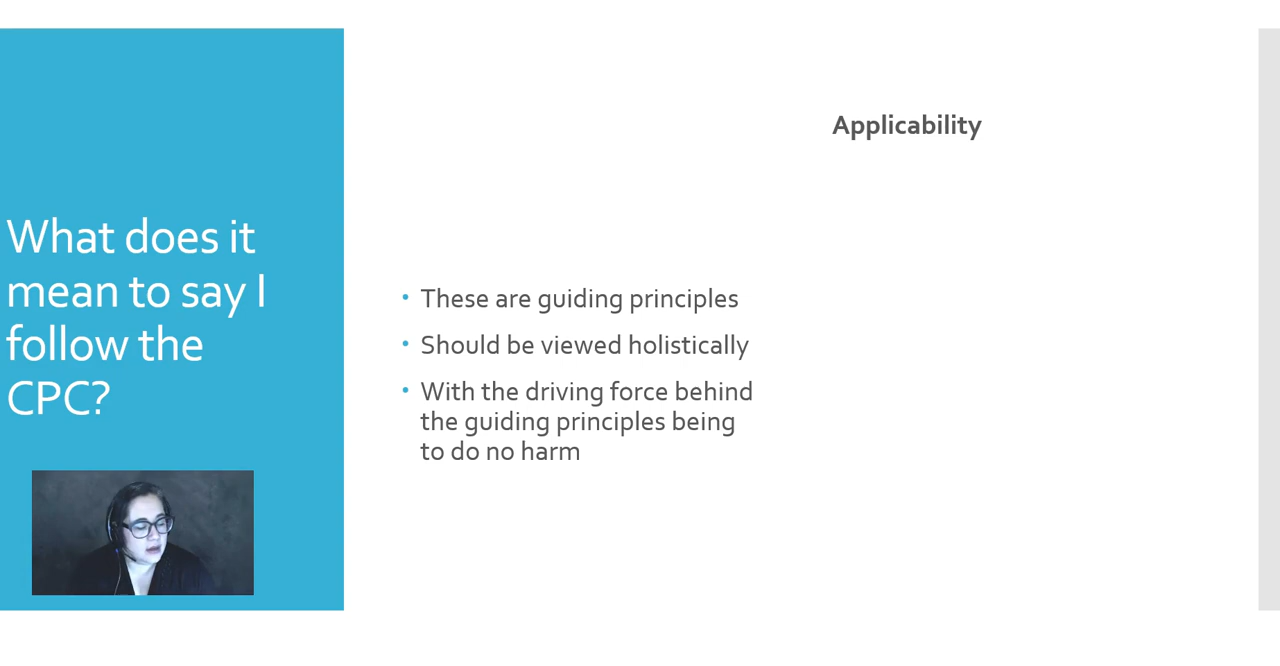 What does it
mean to say I
follow the
CPC?
Applicability
• These are guiding principles
• Should be viewed holistically
• With the driving force behind
the guiding principles being
to do no harm